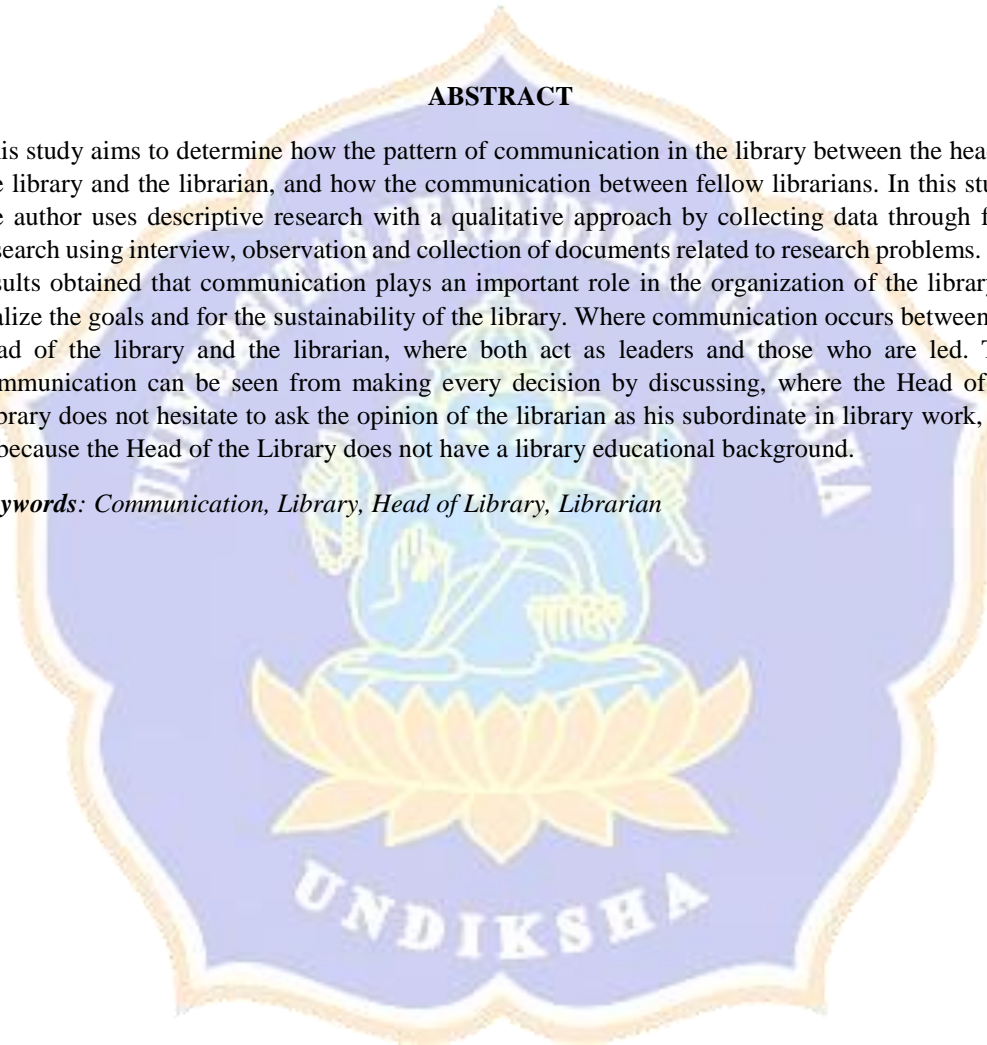 ABSTRACT
is study aims to determine how the pattern of communication in the library between the hea
e library and the librarian, and how the communication between fellow librarians. In this stu
e author uses descriptive research with a qualitative approach by collecting data through f
search using interview, observation and collection of documents related to research problems.
sults obtained that communication plays an important role in the organization of the library
alize the goals and for the sustainability of the library. Where communication occurs between
ad of the library and the librarian, where both act as leaders and those who are led. T
mmunication can be seen from making every decision by discussing, where the Head of
brary does not hesitate to ask the opinion of the librarian as his subordinate in library work,
because the Head of the Library does not have a library educational background.
ywords: Communication, Library, Head of Library, Librarian
UNIVERSITAS PENDIDIKAN GANESHA
UNDIKSHA